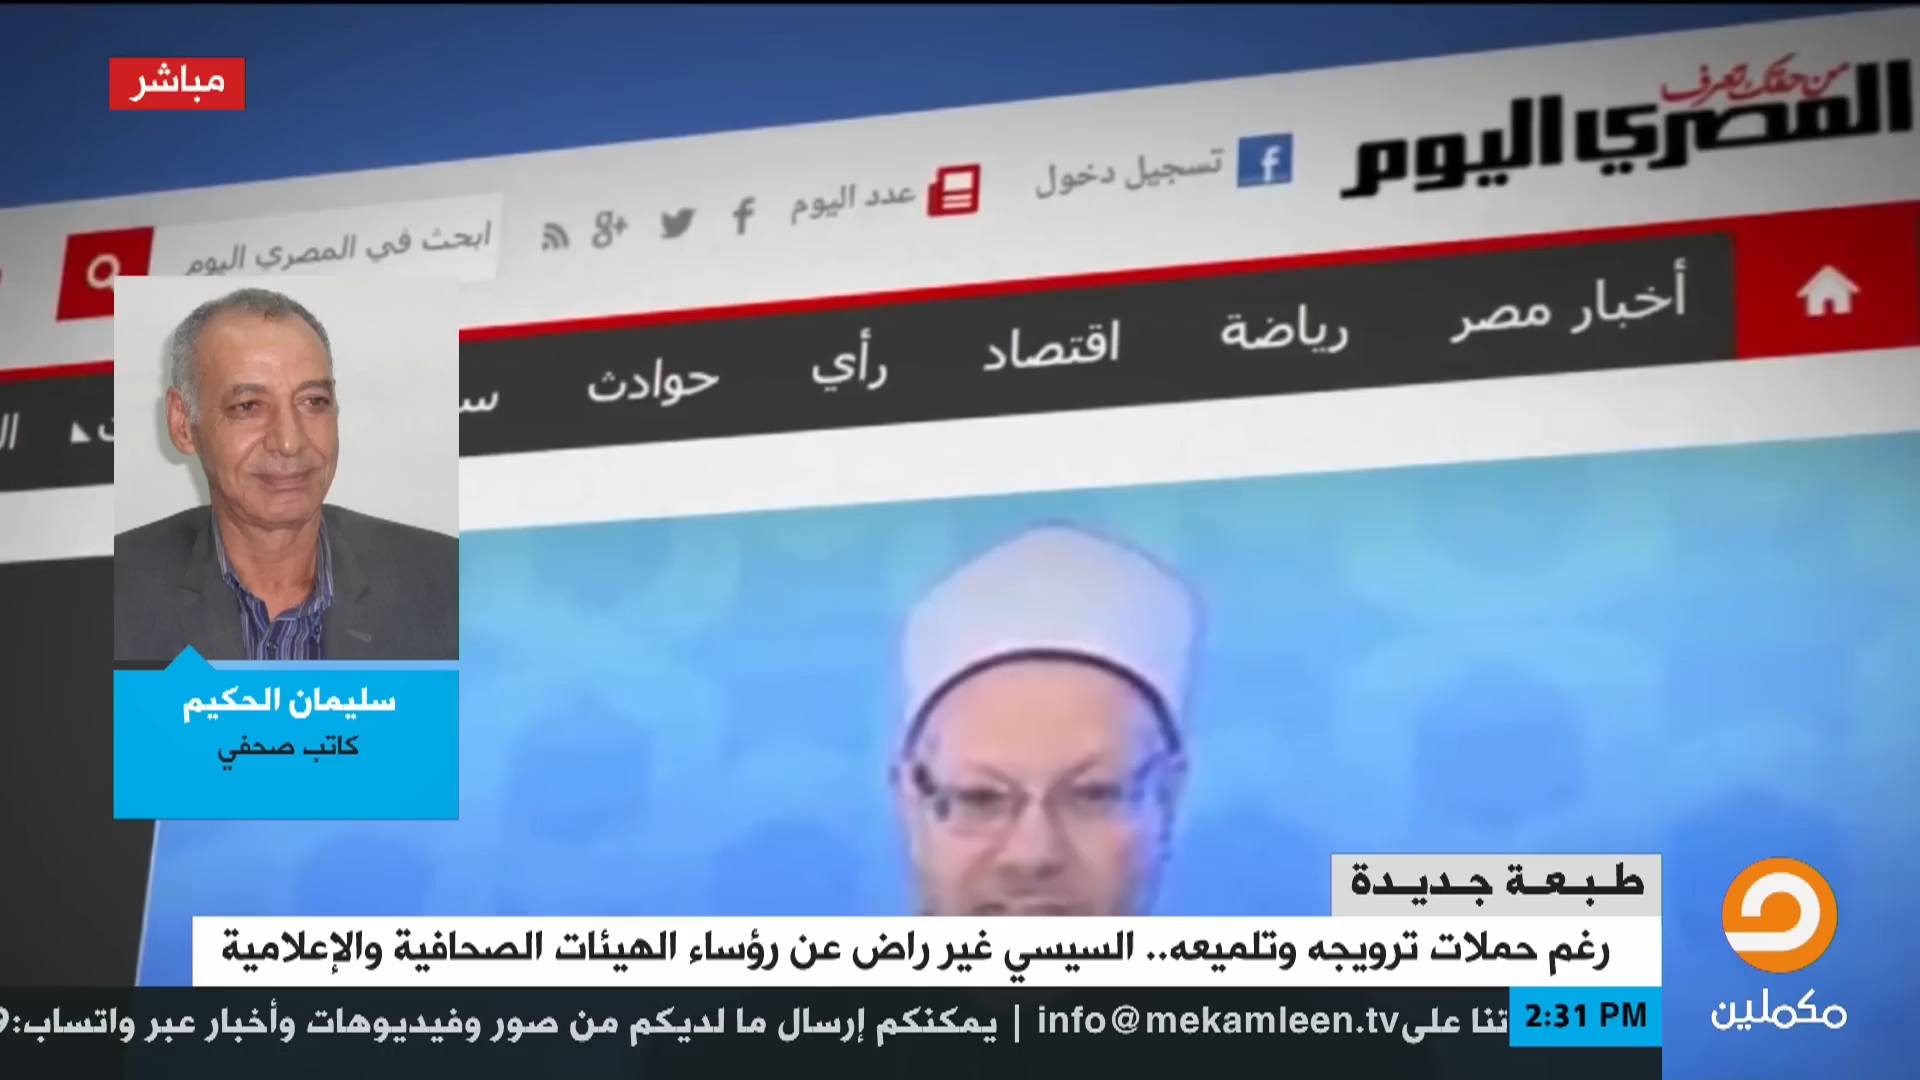 مباشر
من حقك تعرف
المصري اليوم
تسجيل دخول
عدد اليوم
ابحث في المصري اليوم
أخبار مصر
رياضة
اقتصاد
رأي
حوادث
سليمان الحكيم
كاتب صحفي
طبعة جديدة
رغم حملات ترويجه وتلميعه.. السيسي غير راض عن رؤساء الهيئات الصحافية والإعلامية
2:31 PM
تنا على info@mekamleen.tv | يمكنكم إرسال ما لديكم من صور وفيديوهات وأخبار عبر واتساب:
مكملين